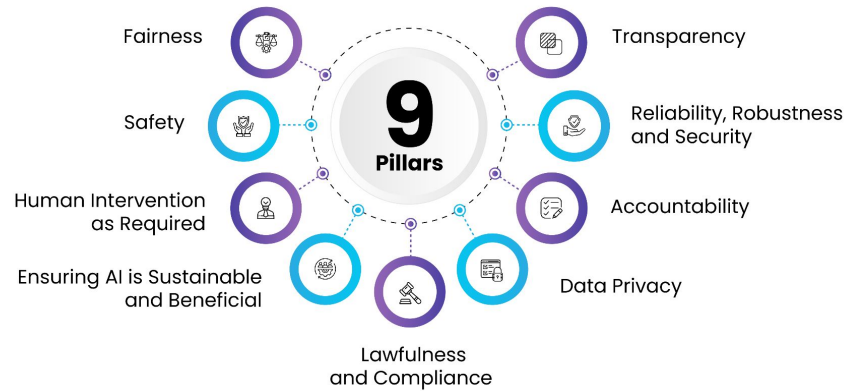 9
Pillars
Fairness
Safety
Human Intervention
as Required
Ensuring AI is Sustainable
and Beneficial
Lawfulness
and Compliance
Data Privacy
Accountability
Reliability, Robustness
and Security
Transparency